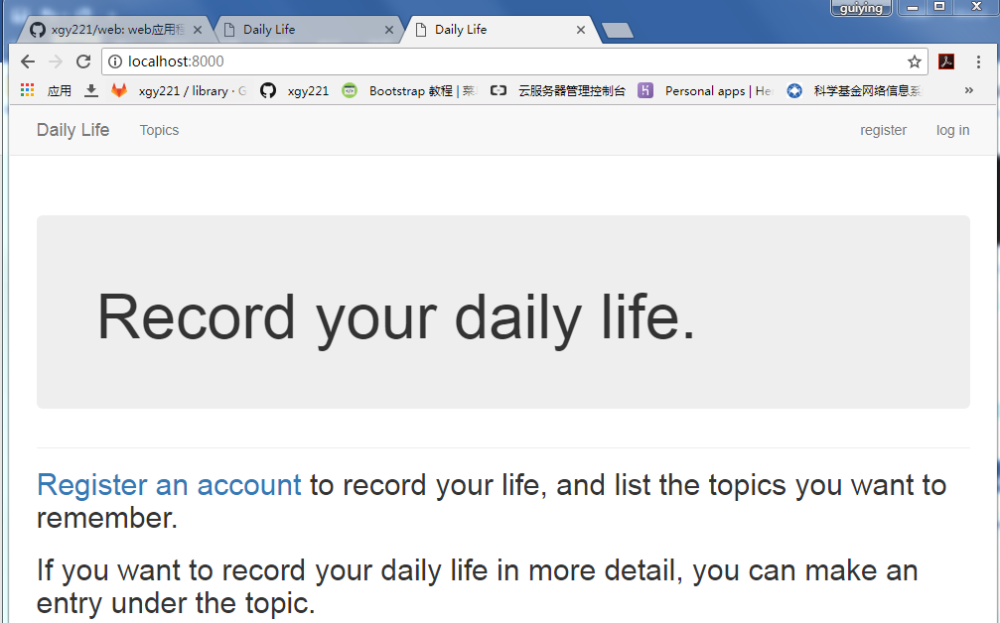 guiying
xgy221/web: web应用程
Daily Life
Daily Life
localhost:8000
应用
xgy221 / library · G
xgy221
Bootstrap 教程 | 菜
云服务器管理控制台
Personal apps | He
科学基金网络信息系
»
Daily Life
Topics
register
log in
Record your daily life.
Register an account to record your life, and list the topics you want to
remember.
If you want to record your daily life in more detail, you can make an
entry under the topic.